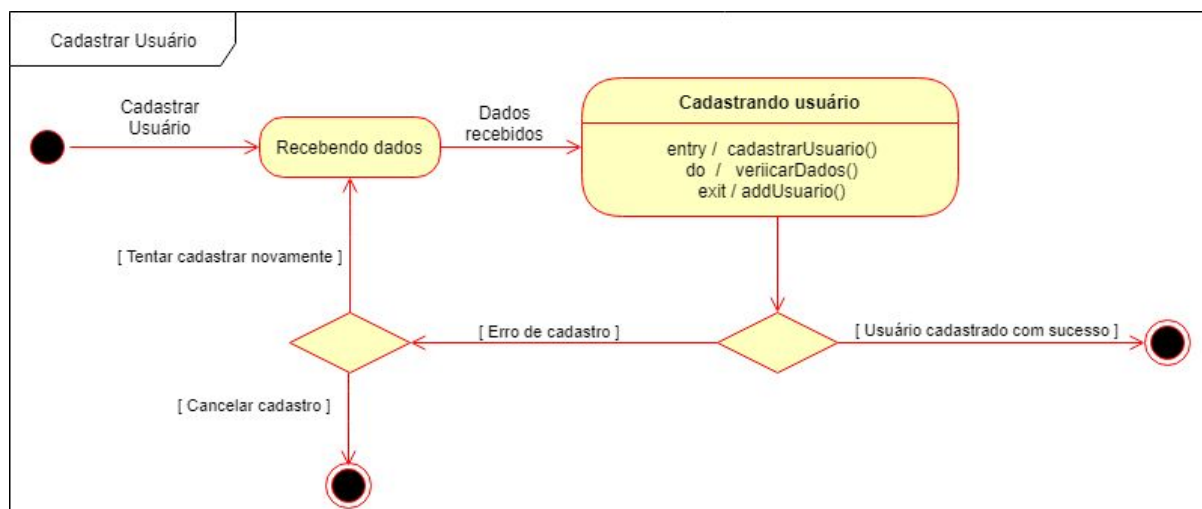 Cadastrar Usuário
Cadastrar
Usuário
Recebendo dados
Dados
recebidos
Cadastrando usuário
entry / cadastrarUsuario()
do / veriicarDados()
exit / addUsuario()
[ Tentar cadastrar novamente ]
[ Erro de cadastro ]
[ Usuário cadastrado com sucesso ]
[ Cancelar cadastro ]